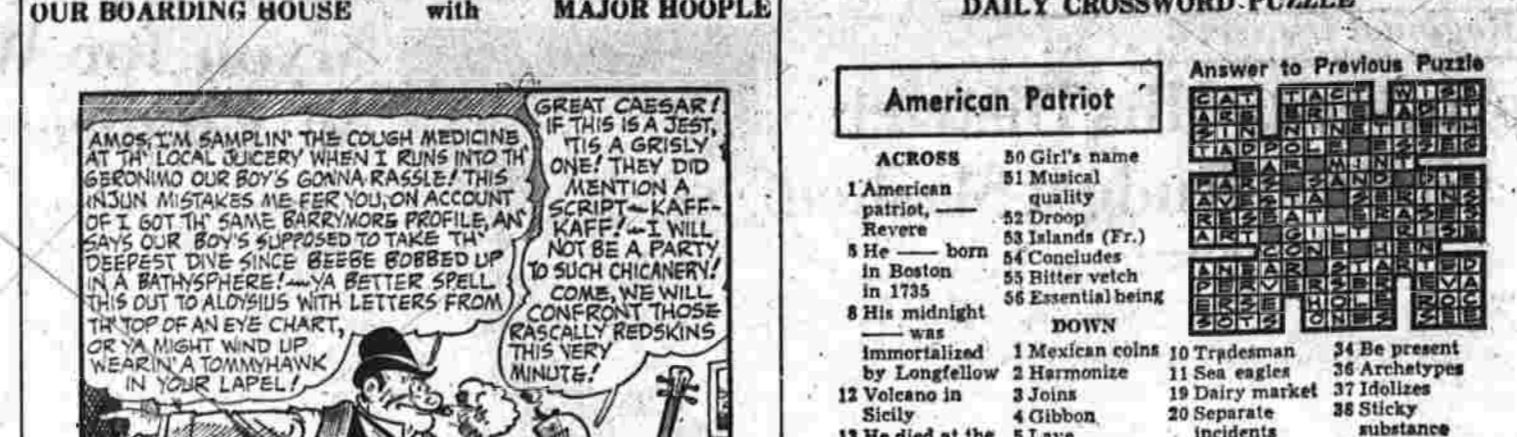 OUR BOARDING HOUSE with MAJOR HOOPLE
AMOS, I'M SAMPLIN' THE COUGH MEDICINE
AT TH' LOCAL JUICERY WHEN I RUNS INTO TH'
GERONIMO OUR BOY'S GONNA RASSLE! THIS
INJUN MISTAKES ME FER YOU, ON ACCOUNT
OF I GOT TH' SAME BARRYMORE PROFILE, AN'
SAYS OUR BOY'S SUPPOSED TO TAKE TH'
DEEPEST DIVE SINCE BEEBE BOBBED UP
IN A BATHYSPHERE!—YA BETTER SPELL
THIS OUT TO ALOYSIUS WITH LETTERS FROM
TH' TOP OF AN EYE CHART,
OR YA MIGHT WIND UP
WEARIN' A TOMMYHAWK
IN YOUR LAPEL!
GREAT CAESAR!
IF THIS IS A JEST,
'TIS A GRISLY
ONE! THEY DID
MENTION A
SCRIPT—KAFF-
KAFF!—I WILL
NOT BE A PARTY
TO SUCH CHICANERY!
COME, WE WILL
CONFRONT THOSE
RASCALLY REDSKINS
THIS VERY
MINUTE!
DAILY CROSSWORD PUZZLE
American Patriot
Answer to Previous Puzzle
ACROSS
1 American
patriot, ——
Revere
5 He —— born
in Boston
in 1735
8 His midnight
—— was
immortalized
by Longfellow
12 Volcano in
Sicily
13 He died at the
50 Girl's name
51 Musical
quality
52 Droop
53 Islands (Fr.)
54 Concludes
55 Bitter vetch
56 Essential being
DOWN
1 Mexican coins
2 Harmonize
3 Joins
4 Gibbon
5 Lave
10 Tradesman
11 Sea eagles
19 Dairy market
20 Separate
incidents
34 Be present
36 Archetypes
37 Idolizes
38 Sticky
substance